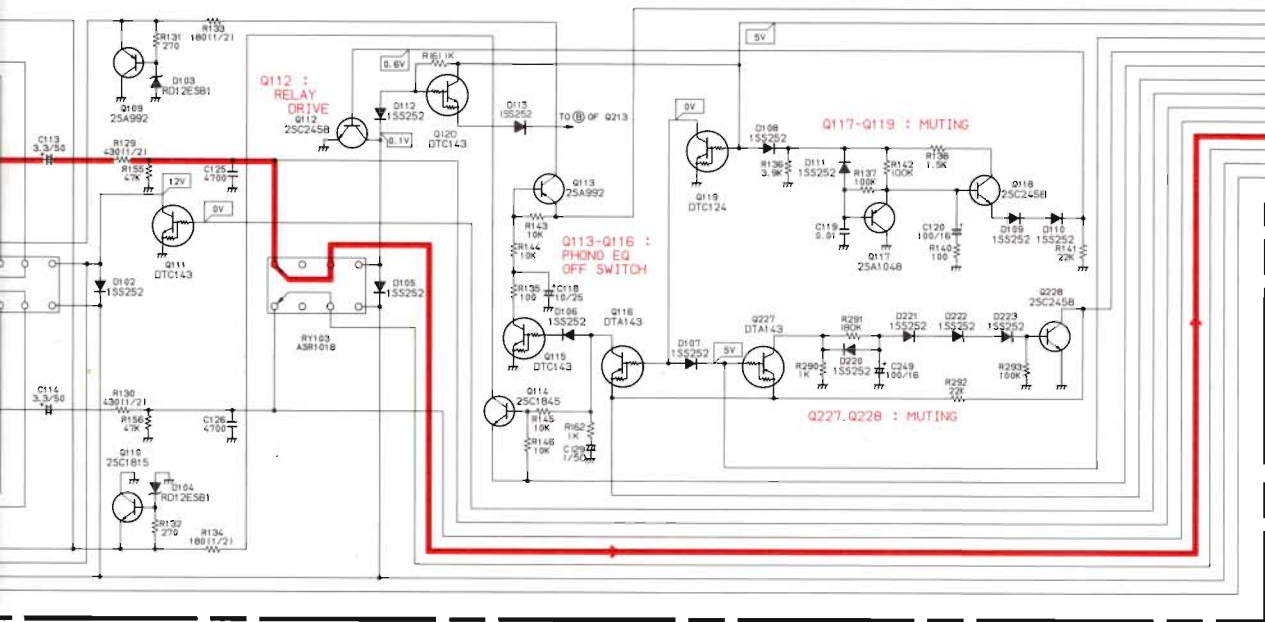 R133
180(1/2)
R131
270
D103
RD12ESB1
Q109
2SA992
C113
3.3/50
R129
430(1/2)
R155
47K
C125
4700
12V
0V
Q111
DTC143
D102
1SS252
Q112 :
RELAY
DRIVE
Q112
2SC2458
D112
1SS252
0.6V
R161 1K
0.1V
Q120
DTC143
D113
1SS252
TO B OF Q213
5V
0V
Q119
DTC124
D108
1SS252
R136
3.9K
Q117-Q119 : MUTING
D111
1SS252
R137
100K
R142
100K
R138
1.5K
Q118
2SC2458
C119
0.01
Q117
2SA1048
C120
100/16
R140
100
D109
1SS252
D110
1SS252
R141
22K
Q113
2SA992
R143
10K
R144
10K
Q113-Q116 :
PHONO EQ
OFF SWITCH
R135
100
C118
10/25
D106
1SS252
Q116
DTA143
Q115
DTC143
Q114
2SC1845
R145
10K
R146
10K
R162
1K
C129
1/50
D105
1SS252
RY103
ASR1018
D107
1SS252
5V
Q227
DTA143
R291
180K
R290
1K
D220
1SS252
C249
100/16
D221
1SS252
D222
1SS252
D223
1SS252
Q228
2SC2458
R293
100K
R292
22K
Q227.Q228 : MUTING
C114
3.3/50
R130
430(1/2)
R156
47K
C126
4700
Q110
2SC1815
D104
RD12ESB1
R132
270
R134
180(1/2)